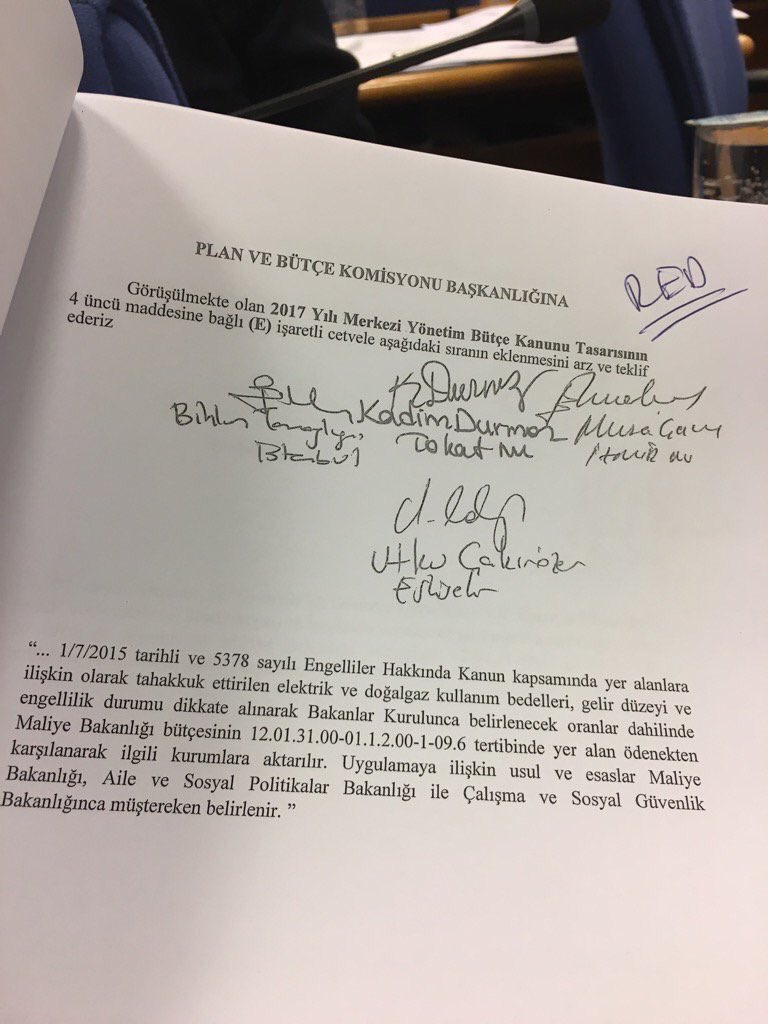 PLAN VE BÜTÇE KOMİSYONU BAŞKANLIĞINA
RED
Görüşülmekte olan 2017 Yılı Merkezi Yönetim Bütçe Kanunu Tasarısının
4 üncü maddesine bağlı (E) işaretli cetvele aşağıdaki sıranın eklenmesini arz ve teklif
ederiz
K. Durmaz
Kadim Durmaz Musa Çam
İstanbul Tokat mv İzmir mv
Utku Çakırözer
Eskişehir
“... 1/7/2015 tarihli ve 5378 sayılı Engelliler Hakkında Kanun kapsamında yer alanlara
ilişkin olarak tahakkuk ettirilen elektrik ve doğalgaz kullanım bedelleri, gelir düzeyi ve
engellilik durumu dikkate alınarak Bakanlar Kurulunca belirlenecek oranlar dahilinde
Maliye Bakanlığı bütçesinin 12.01.31.00-01.1.2.00-1-09.6 tertibinde yer alan ödenekten
karşılanarak ilgili kurumlara aktarılır. Uygulamaya ilişkin usul ve esaslar Maliye
Bakanlığı, Aile ve Sosyal Politikalar Bakanlığı ile Çalışma ve Sosyal Güvenlik
Bakanlığınca müştereken belirlenir. ”